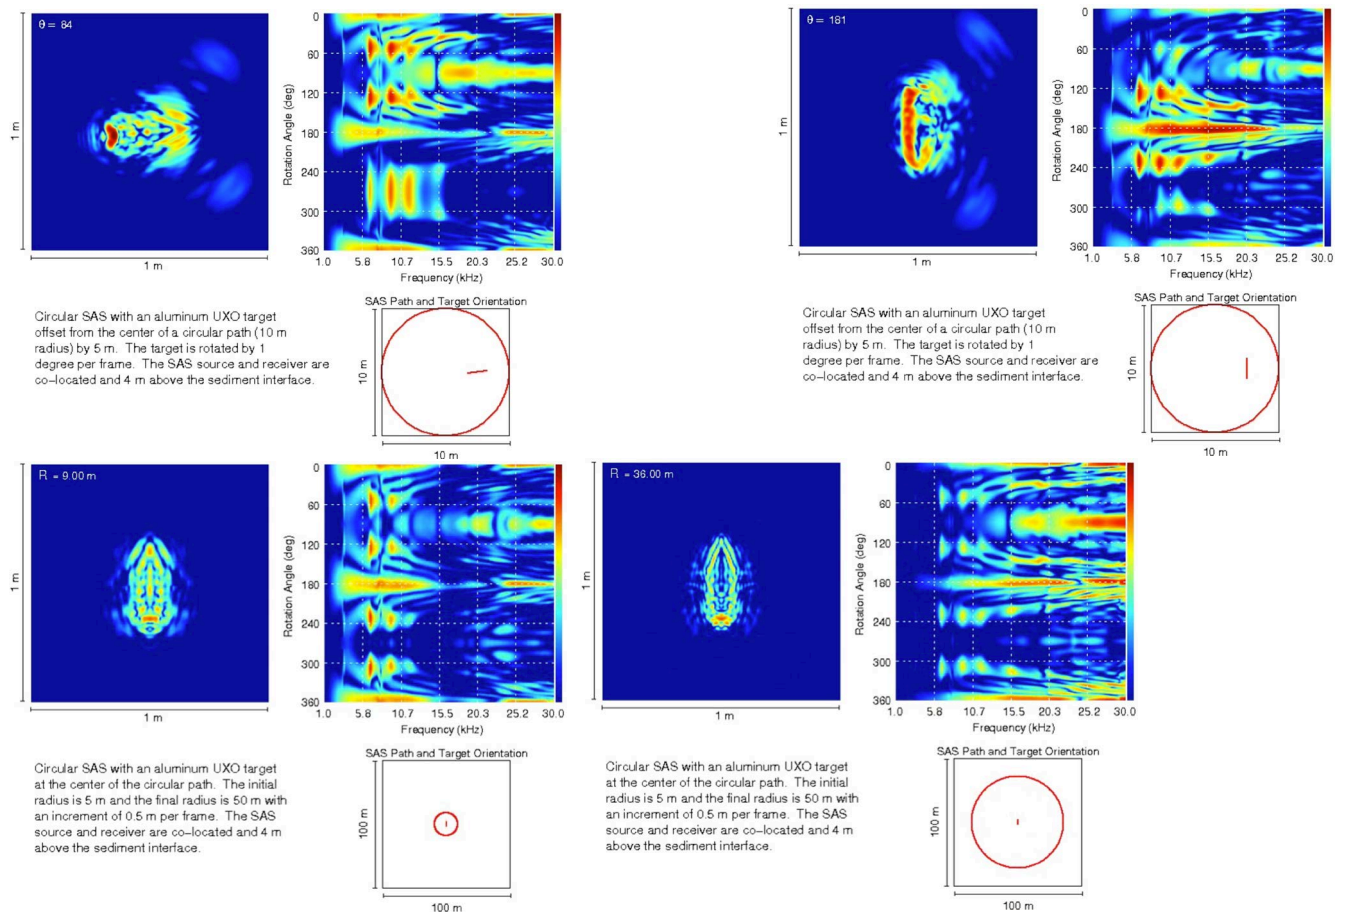 θ = 84
1 m
1 m
Rotation Angle (deg)
0
60
120
180
240
300
360
1.0 5.8 10.7 15.5 20.3 25.2 30.0
Frequency (kHz)
Circular SAS with an aluminum UXO target
offset from the center of a circular path (10 m
radius) by 5 m. The target is rotated by 1
degree per frame. The SAS source and receiver are
co-located and 4 m above the sediment interface.
SAS Path and Target Orientation
10 m
10 m
θ = 181
1 m
1 m
Rotation Angle (deg)
0
60
120
180
240
300
360
1.0 5.8 10.7 15.5 20.3 25.2 30.0
Frequency (kHz)
Circular SAS with an aluminum UXO target
offset from the center of a circular path (10 m
radius) by 5 m. The target is rotated by 1
degree per frame. The SAS source and receiver are
co-located and 4 m above the sediment interface.
SAS Path and Target Orientation
10 m
10 m
R = 9.00 m
1 m
1 m
Rotation Angle (deg)
0
60
120
180
240
300
360
1.0 5.8 10.7 15.5 20.3 25.2 30.0
Frequency (kHz)
Circular SAS with an aluminum UXO target
at the center of the circular path. The initial
radius is 5 m and the final radius is 50 m with
an increment of 0.5 m per frame. The SAS
source and receiver are co-located and 4 m
above the sediment interface.
SAS Path and Target Orientation
100 m
100 m
R = 36.00 m
1 m
1 m
Rotation Angle (deg)
0
60
120
180
240
300
360
1.0 5.8 10.7 15.5 20.3 25.2 30.0
Frequency (kHz)
Circular SAS with an aluminum UXO target
at the center of the circular path. The initial
radius is 5 m and the final radius is 50 m with
an increment of 0.5 m per frame. The SAS
source and receiver are co-located and 4 m
above the sediment interface.
SAS Path and Target Orientation
100 m
100 m